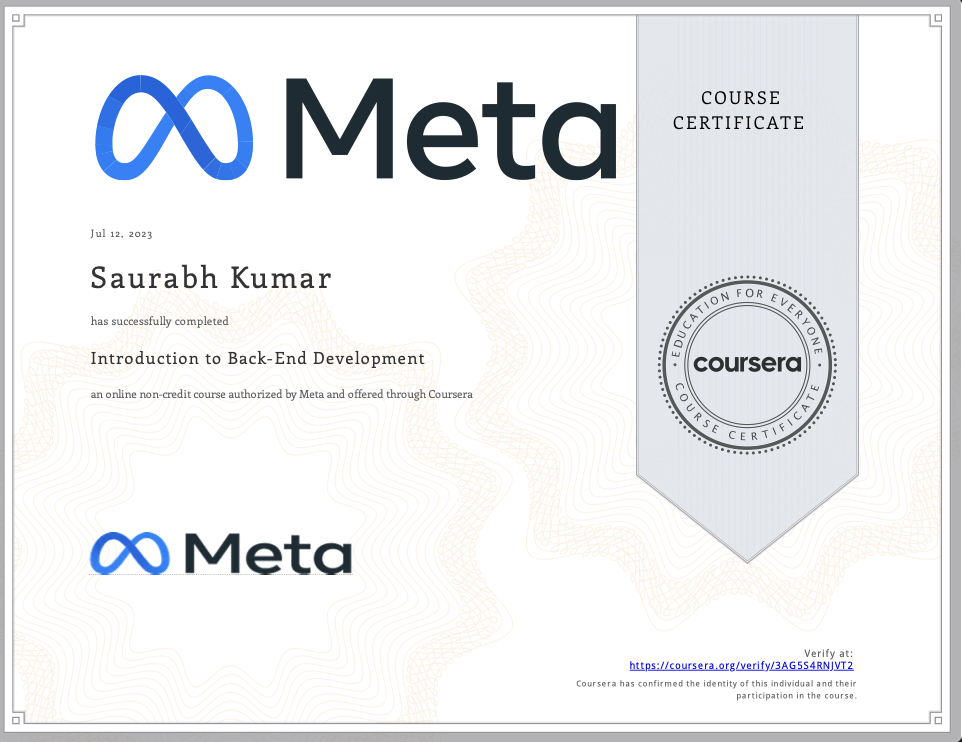 Meta
COURSE
CERTIFICATE
Jul 12, 2023
Saurabh Kumar
has successfully completed
Introduction to Back-End Development
an online non-credit course authorized by Meta and offered through Coursera
EDUCATION FOR EVERYONE
coursera
COURSE CERTIFICATE
Meta
Verify at:
https://coursera.org/verify/3AG5S4RNJVT2
Coursera has confirmed the identity of this individual and their
participation in the course.